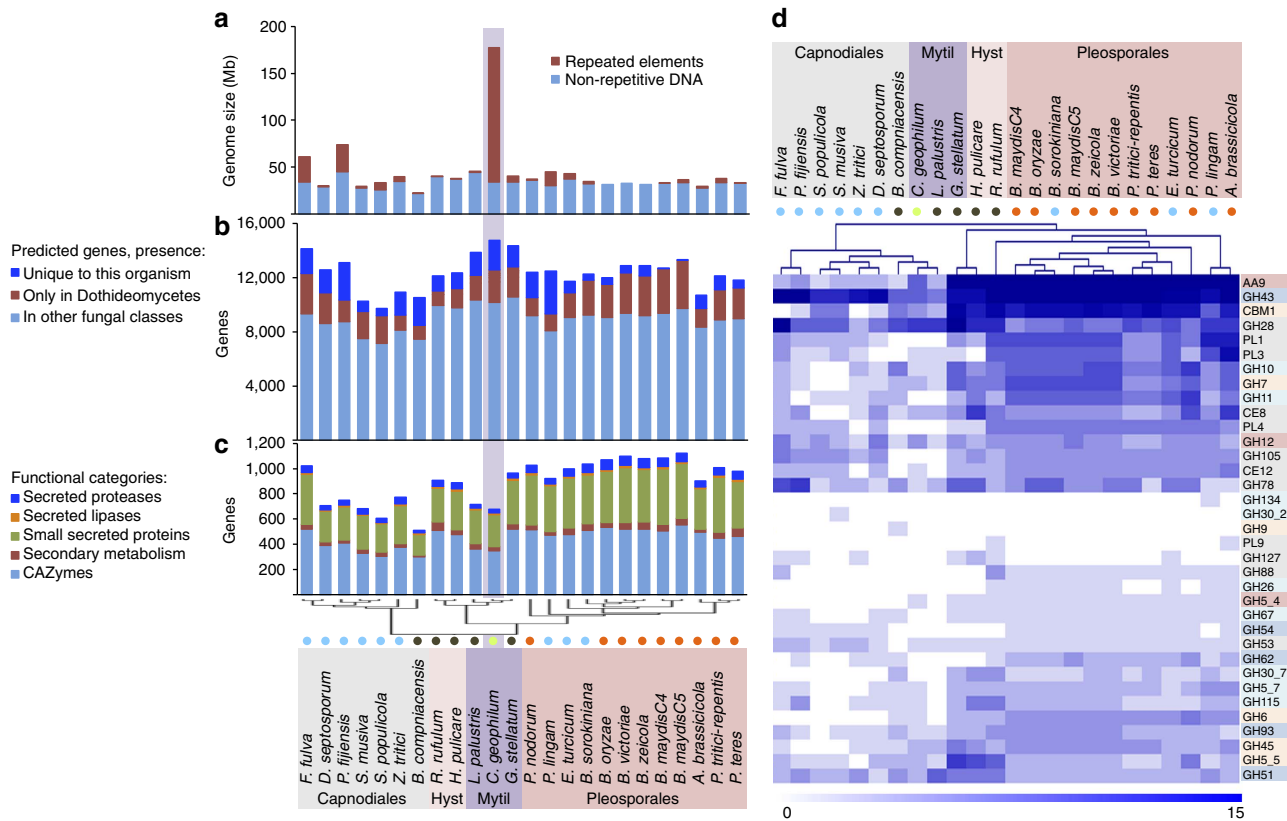 a
200
150
100
50
Genome size (Mb)
Repeated elements
Non-repetitive DNA
b
16,000
12,000
8,000
4,000
Genes
Predicted genes, presence:
Unique to this organism
Only in Dothideomycetes
In other fungal classes
c
1,200
1,000
800
600
400
200
Genes
Functional categories:
Secreted proteases
Secreted lipases
Small secreted proteins
Secondary metabolism
CAZymes
F. fulva
D. septosporum
P. fijiensis
S. musiva
S. populicola
Z. tritici
B. compniacensis
R. rufulum
H. pulicare
L. palustris
C. geophilum
G. stellatum
P. nodorum
P. lingam
E. turcicum
B. sorokiniana
B. oryzae
B. victoriae
B. zeicola
B. maydisC4
B. maydisC5
A. brassicicola
P. tritici-repentis
P. teres
Capnodiales
Hyst
Mytil
Pleosporales
d
Capnodiales
Mytil
Hyst
Pleosporales
F. fulva
P. fijiensis
S. populicola
S. musiva
Z. tritici
D. septosporum
B. compniacensis
C. geophilum
L. palustris
G. stellatum
H. pulicare
R. rufulum
B. maydisC4
B. oryzae
B. sorokiniana
B. maydisC5
B. zeicola
B. victoriae
P. tritici-repentis
P. teres
E. turcicum
P. nodorum
P. lingam
A. brassicicola
AA9
GH43
CBM1
GH28
PL1
PL3
GH10
GH7
GH11
CE8
PL4
GH12
GH105
CE12
GH78
GH134
GH30_2
GH9
PL9
GH127
GH88
GH26
GH5_4
GH67
GH54
GH53
GH62
GH30_7
GH5_7
GH115
GH6
GH93
GH45
GH5_5
GH51
0
15